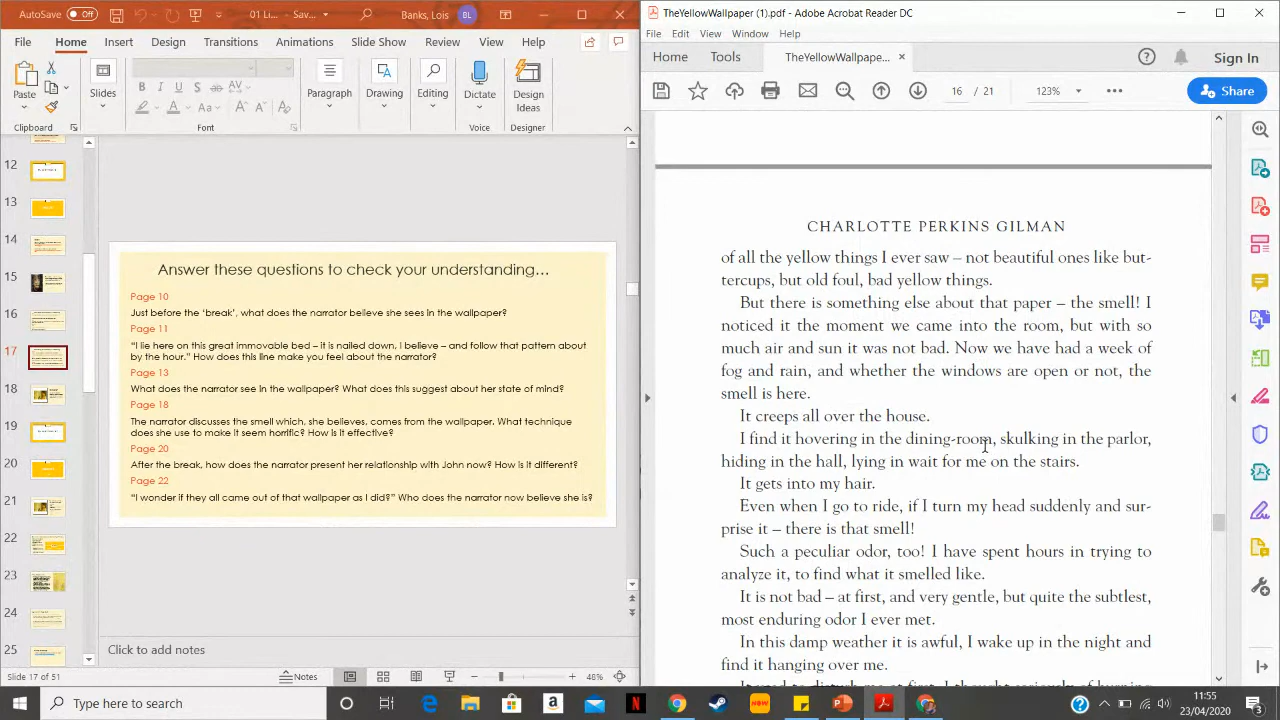 AutoSave Off
01 Li... - Sav...
Banks, Lois BL
File Home Insert Design Transitions Animations Slide Show Review View Help
Paste
Slides
B I U S AV
Aa A A
Paragraph
Drawing
Editing
Dictate
Design
Ideas
Clipboard
Font
Voice
Designer
12
13
14
15
16
17
18
19
20
21
22
23
24
25
Answer these questions to check your understanding…
Page 10
Just before the ‘break’, what does the narrator believe she sees in the wallpaper?
Page 11
“I lie here on this great immovable bed – it is nailed down, I believe – and follow that pattern about
by the hour.” How does this line make you feel about the narrator?
Page 13
What does the narrator see in the wallpaper? What does this suggest about her state of mind?
Page 18
The narrator discusses the smell which, she believes, comes from the wallpaper. What technique
does she use to make it seem horrific? How is it effective?
Page 20
After the break, how does the narrator present her relationship with John now? How is it different?
Page 22
“I wonder if they all came out of that wallpaper as I did?” Who does the narrator now believe she is?
Click to add notes
Slide 17 of 51
Notes
48%
TheYellowWallpaper (1).pdf - Adobe Acrobat Reader DC
File Edit View Window Help
Home Tools TheYellowWallpape... ×
Sign In
16 / 21
123%
Share
CHARLOTTE PERKINS GILMAN
of all the yellow things I ever saw – not beautiful ones like but-
tercups, but old foul, bad yellow things.
But there is something else about that paper – the smell! I
noticed it the moment we came into the room, but with so
much air and sun it was not bad. Now we have had a week of
fog and rain, and whether the windows are open or not, the
smell is here.
It creeps all over the house.
I find it hovering in the dining-room, skulking in the parlor,
hiding in the hall, lying in wait for me on the stairs.
It gets into my hair.
Even when I go to ride, if I turn my head suddenly and sur-
prise it – there is that smell!
Such a peculiar odor, too! I have spent hours in trying to
analyze it, to find what it smelled like.
It is not bad – at first, and very gentle, but quite the subtlest,
most enduring odor I ever met.
In this damp weather it is awful, I wake up in the night and
find it hanging over me.
Type here to search
11:55
23/04/2020